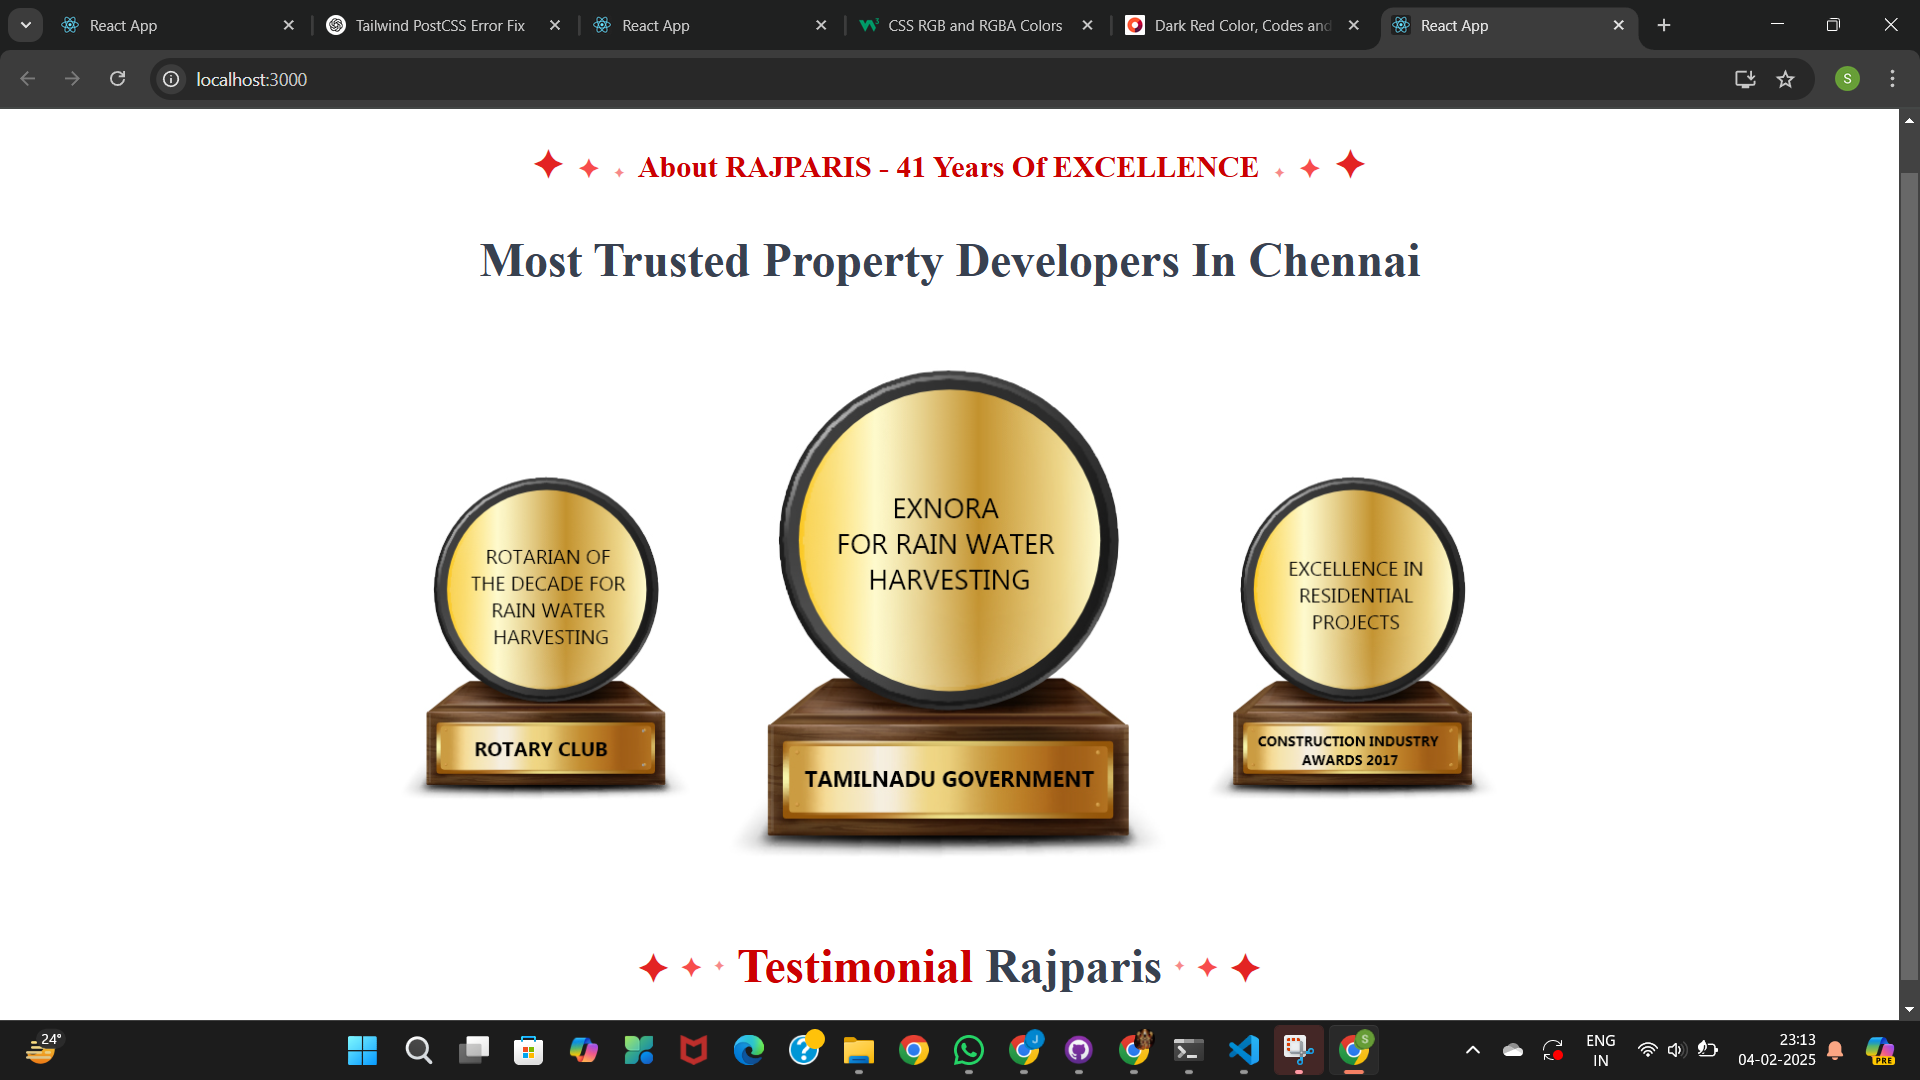 React App
Tailwind PostCSS Error Fix
React App
CSS RGB and RGBA Colors
Dark Red Color, Codes and
React App
localhost:3000
S
About RAJPARIS - 41 Years Of EXCELLENCE
Most Trusted Property Developers In Chennai
ROTARIAN OF
THE DECADE FOR
RAIN WATER
HARVESTING
ROTARY CLUB
EXNORA
FOR RAIN WATER
HARVESTING
TAMILNADU GOVERNMENT
EXCELLENCE IN
RESIDENTIAL
PROJECTS
CONSTRUCTION INDUSTRY
AWARDS 2017
Testimonial Rajparis
24°
J
S
ENG
IN
23:13
04-02-2025
PRE